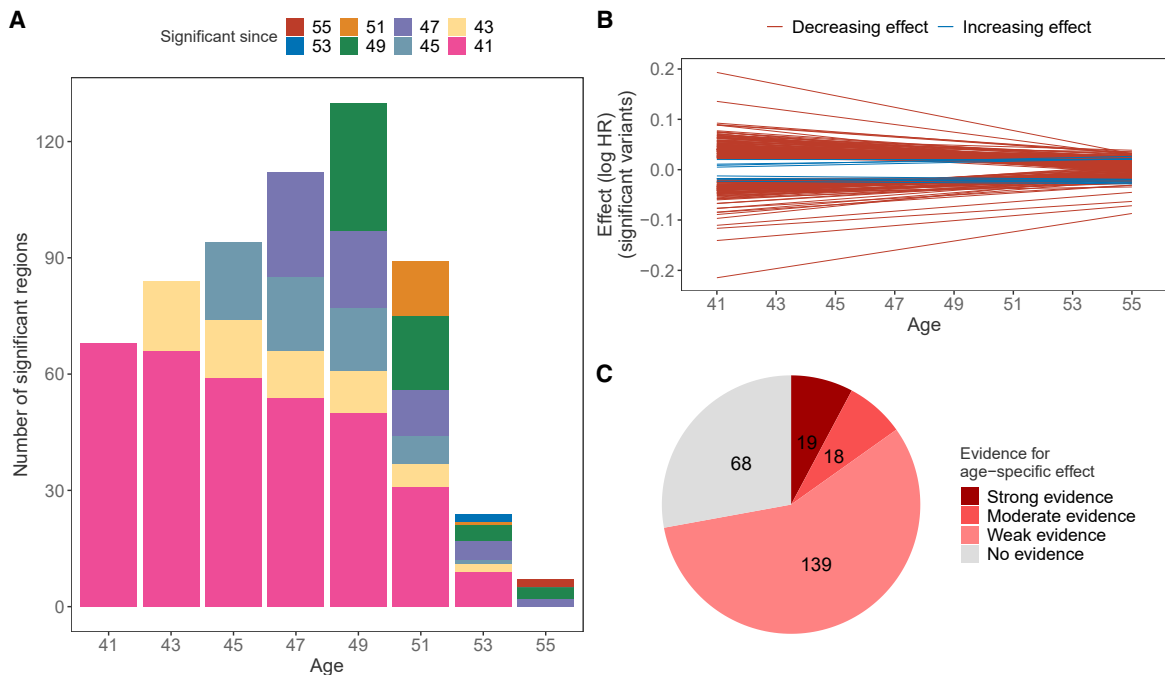 A
Significant since
55 51 47 43
53 49 45 41
Number of significant regions
120
90
60
30
0
41 43 45 47 49 51 53 55
Age
B
Decreasing effect Increasing effect
Effect (log HR)
(significant variants)
0.2
0.1
0.0
−0.1
−0.2
41 43 45 47 49 51 53 55
Age
C
19
18
68
139
Evidence for
age−specific effect
Strong evidence
Moderate evidence
Weak evidence
No evidence